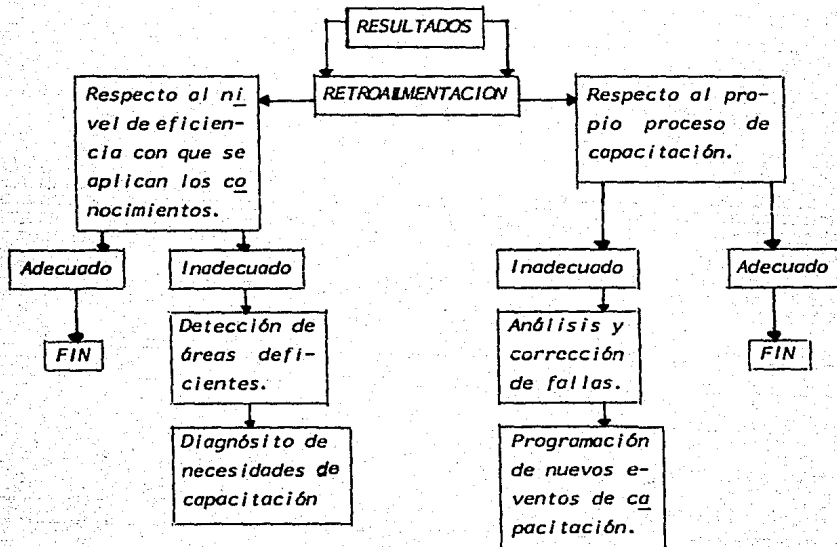 RESULTADOS
RETROALMENTACION
Respecto al ni
vel de eficien-
cia con que se
aplican los co
nocimientos.
Respecto al pro-
pio proceso de
capacitación.
Adecuado
Inadecuado
Inadecuado
Adecuado
FIN
Detección de
áreas defi-
cientes.
Análisis y
corrección
de fallas.
FIN
Diagnósito de
necesidades de
capacitación
Programación
de nuevos e-
ventos de ca
pacitación.